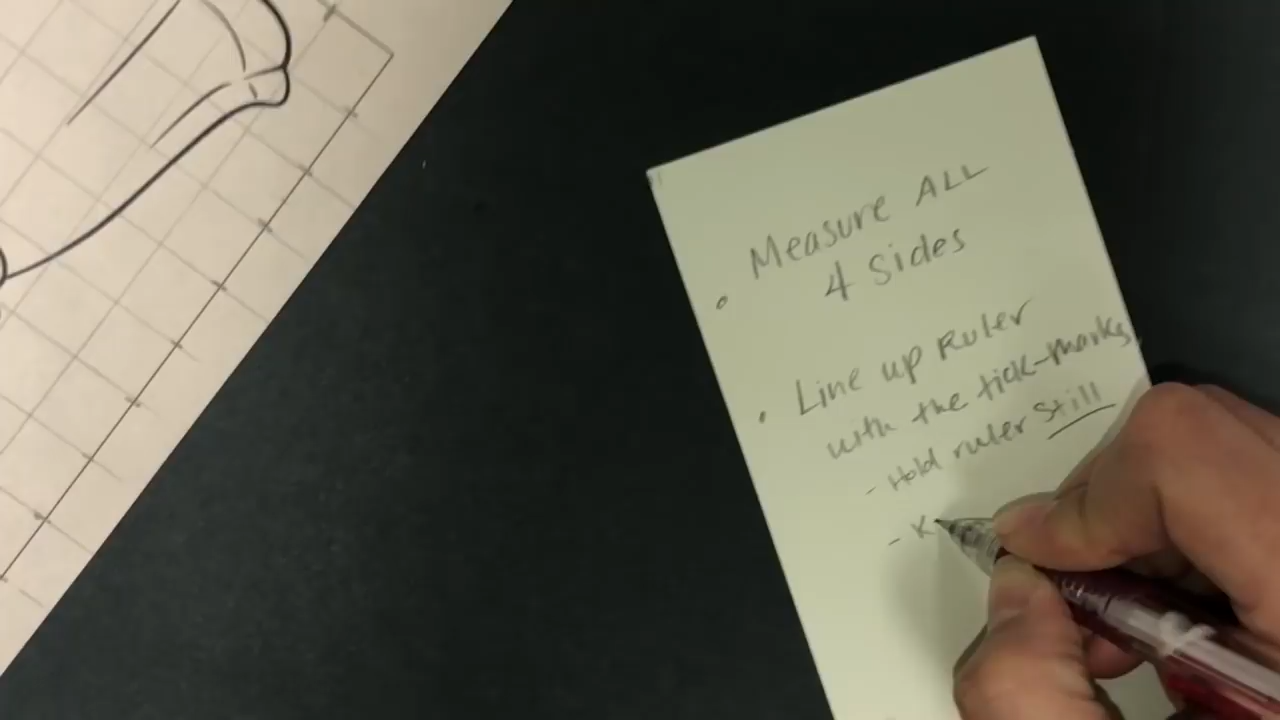 • Measure ALL
4 Sides
• Line up Ruler
with the tick-marks
- Hold ruler Still
- K